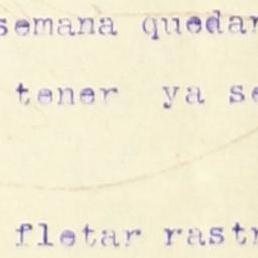 semana quedar
tener ya se
fletar rastr